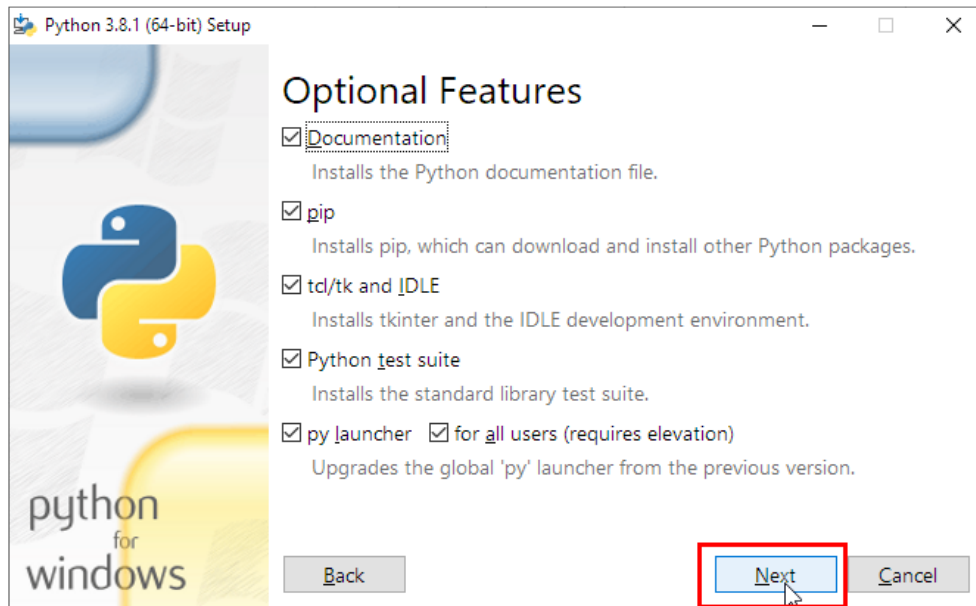 Python 3.8.1 (64-bit) Setup
Optional Features
Documentation
Installs the Python documentation file.
pip
Installs pip, which can download and install other Python packages.
tcl/tk and IDLE
Installs tkinter and the IDLE development environment.
Python test suite
Installs the standard library test suite.
py launcher for all users (requires elevation)
Upgrades the global 'py' launcher from the previous version.
python
for
windows
Back Next Cancel